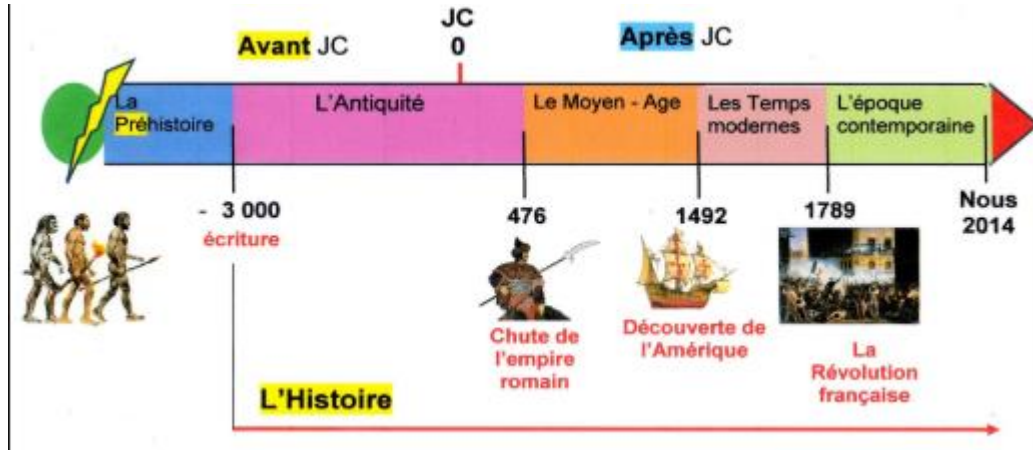 JC
0
Avant JC
Après JC
La
Préhistoire
L'Antiquité
Le Moyen - Age
Les Temps
modernes
L'époque
contemporaine
- 3 000
écriture
476
1492
1789
Nous
2014
Chute de
l'empire
romain
Découverte de
l'Amérique
La
Révolution
française
L'Histoire